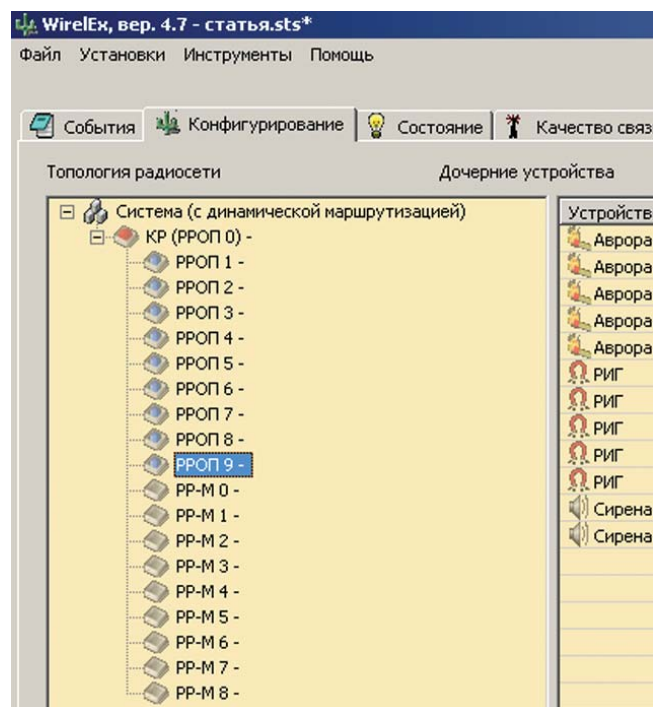 WirelEx, вер. 4.7 - статья.sts*
Файл Установки Инструменты Помощь
События Конфигурирование Состояние Качество связ
Топология радиосети Дочерние устройства
Система (с динамической маршрутизацией)
КР (РРОП 0) -
РРОП 1 -
РРОП 2 -
РРОП 3 -
РРОП 4 -
РРОП 5 -
РРОП 6 -
РРОП 7 -
РРОП 8 -
РРОП 9 -
РР-М 0 -
РР-М 1 -
РР-М 2 -
РР-М 3 -
РР-М 4 -
РР-М 5 -
РР-М 6 -
РР-М 7 -
РР-М 8 -
Устройств
Аврора
Аврора
Аврора
Аврора
Аврора
РИГ
РИГ
РИГ
РИГ
РИГ
Сирена
Сирена